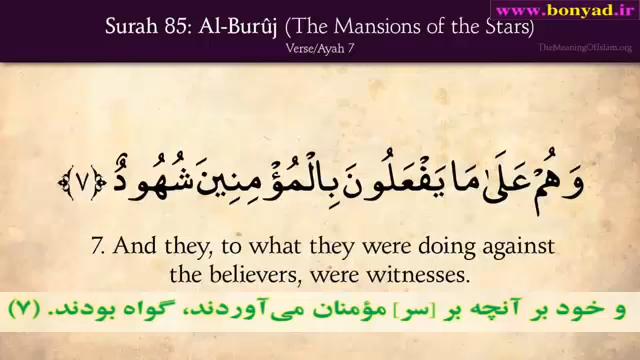 www.bonyad.ir
Surah 85: Al-Burûj (The Mansions of the Stars)
Verse/Ayah 7
TheMeaningOfIslam.org
وَهُمْ عَلَىٰ مَا يَفْعَلُونَ بِالْمُؤْمِنِينَ شُهُودٌ ﴿٧﴾
7. And they, to what they were doing against
the believers, were witnesses.
و خود بر آنچه بر [سر] مؤمنان می‌آوردند، گواه بودند. (۷)